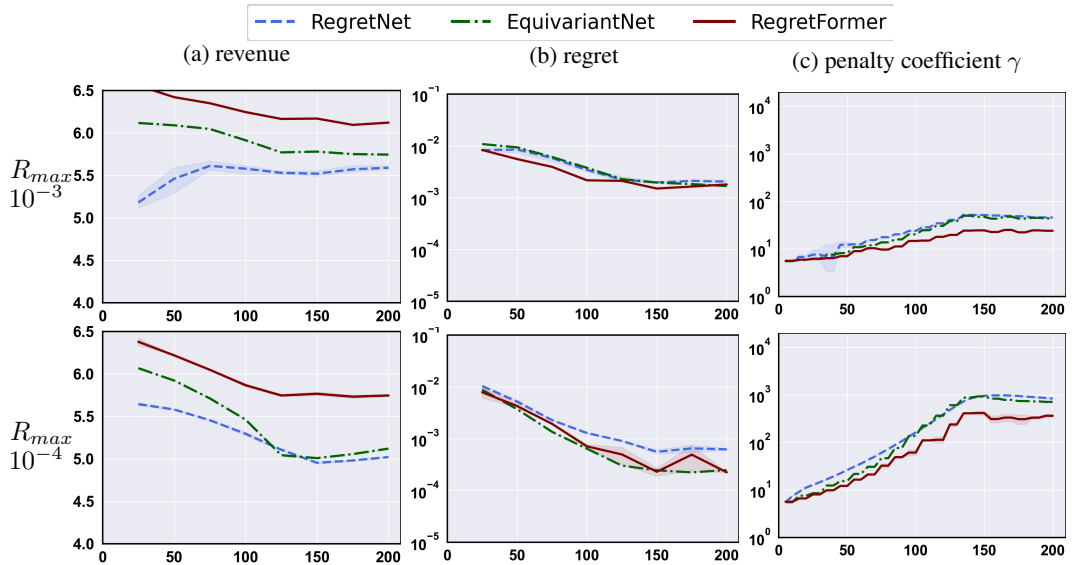 RegretNet EquivariantNet RegretFormer
(a) revenue
(b) regret
(c) penalty coefficient γ
R_max
10^-3
6.5
6.0
5.5
5.0
4.5
4.0
0 50 100 150 200
10^-1
10^-2
10^-3
10^-4
10^-5
0 50 100 150 200
10^4
10^3
10^2
10^1
10^0
0 50 100 150 200
R_max
10^-4
6.5
6.0
5.5
5.0
4.5
4.0
0 50 100 150 200
10^-1
10^-2
10^-3
10^-4
10^-5
0 50 100 150 200
10^4
10^3
10^2
10^1
10^0
0 50 100 150 200